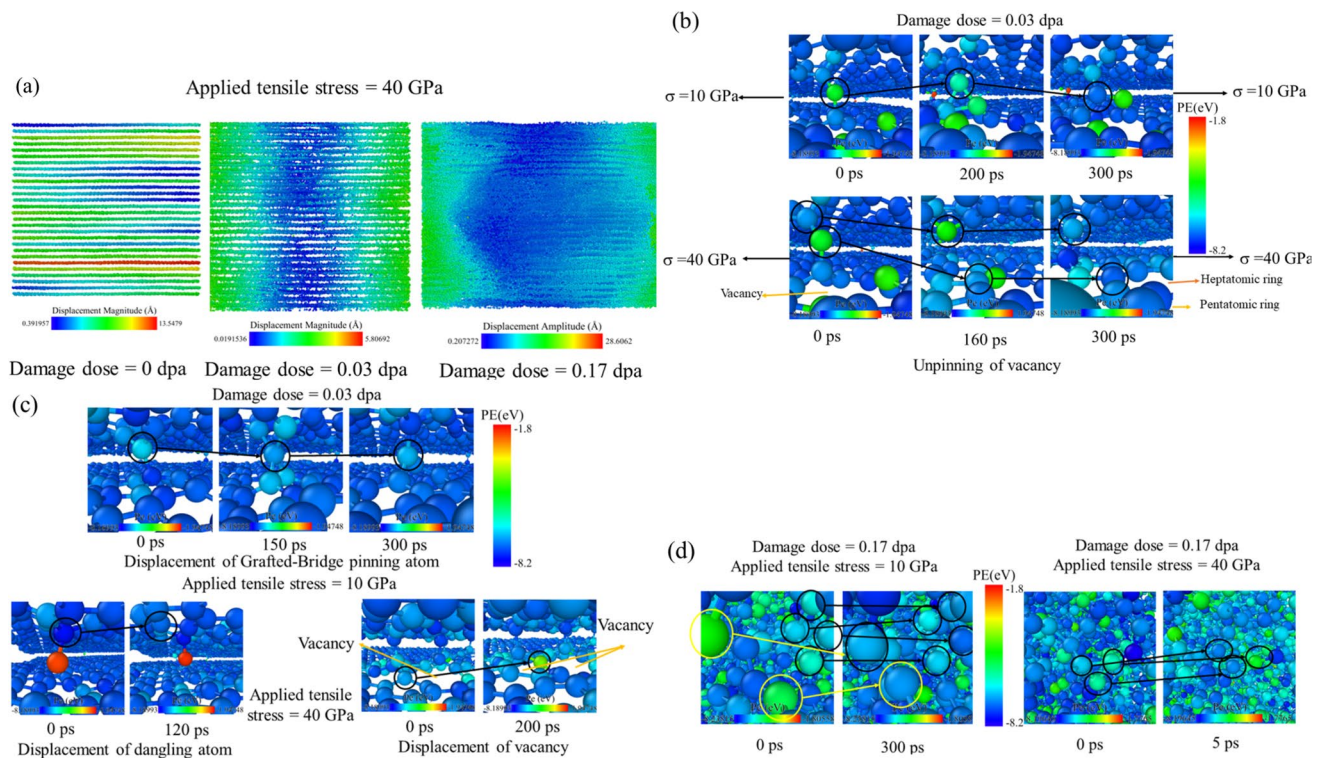 (a)
Applied tensile stress = 40 GPa
Displacement Magnitude (Å)
0.391957 13.5479
Displacement Magnitude (Å)
0.0191536 5.80692
Displacement Amplitude (Å)
0.207272 28.6062
Damage dose = 0 dpa
Damage dose = 0.03 dpa
Damage dose = 0.17 dpa
(b)
Damage dose = 0.03 dpa
σ =10 GPa
σ =10 GPa
PE(eV)
-1.8
-8.2
0 ps
200 ps
300 ps
σ =40 GPa
σ =40 GPa
Vacancy
Heptatomic ring
Pentatomic ring
0 ps
160 ps
300 ps
Unpinning of vacancy
(c)
Damage dose = 0.03 dpa
PE(eV)
-1.8
-8.2
0 ps
150 ps
300 ps
Displacement of Grafted-Bridge pinning atom
Applied tensile stress = 10 GPa
Vacancy
Vacancy
Applied tensile
stress = 40 GPa
0 ps
120 ps
Displacement of dangling atom
0 ps
200 ps
Displacement of vacancy
(d)
Damage dose = 0.17 dpa
Applied tensile stress = 10 GPa
Damage dose = 0.17 dpa
Applied tensile stress = 40 GPa
PE(eV)
-1.8
-8.2
0 ps
300 ps
0 ps
5 ps